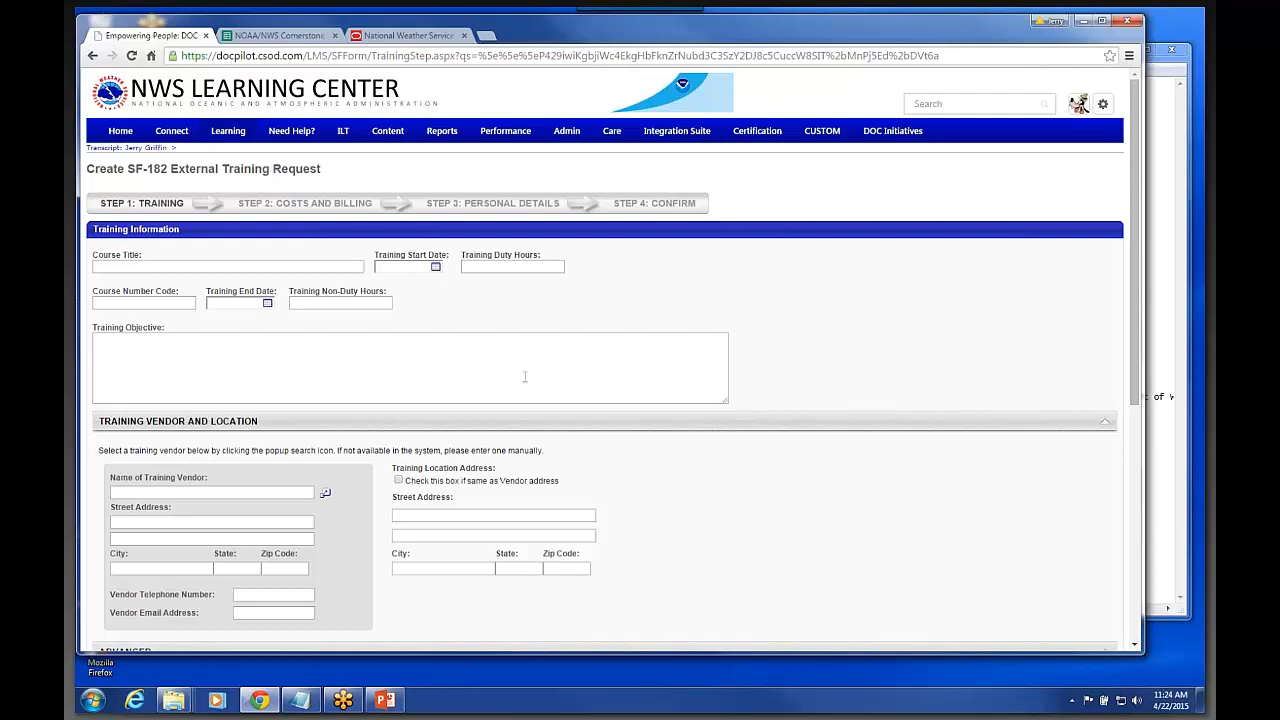 Empowering People: DOC
NOAA/NWS Cornerstone
National Weather Service
Jerry
https://docpilot.csod.com/LMS/SFForm/TrainingStep.aspx?qs=%5e%5e%5eP429iwiKgbjiWc4EkgHbFknZrNubd3C3SzY2DJ8c5CuccW8SIT%2bMnPj5Ed%2bDVt6a
NWS LEARNING CENTER
NATIONAL OCEANIC AND ATMOSPHERIC ADMINISTRATION
Search
Home Connect Learning Need Help? ILT Content Reports Performance Admin Care Integration Suite Certification CUSTOM DOC Initiatives
Transcript: Jerry Griffin >
Create SF-182 External Training Request
STEP 1: TRAINING STEP 2: COSTS AND BILLING STEP 3: PERSONAL DETAILS STEP 4: CONFIRM
Training Information
Course Title: Training Start Date: Training Duty Hours:
Course Number Code: Training End Date: Training Non-Duty Hours:
Training Objective:
TRAINING VENDOR AND LOCATION
Select a training vendor below by clicking the popup search icon. If not available in the system, please enter one manually.
Name of Training Vendor:
Training Location Address:
Check this box if same as Vendor address
Street Address:
Street Address:
City: State: Zip Code:
City: State: Zip Code:
Vendor Telephone Number:
Vendor Email Address:
ADVANCED
Mozilla
Firefox
11:24 AM
4/22/2015